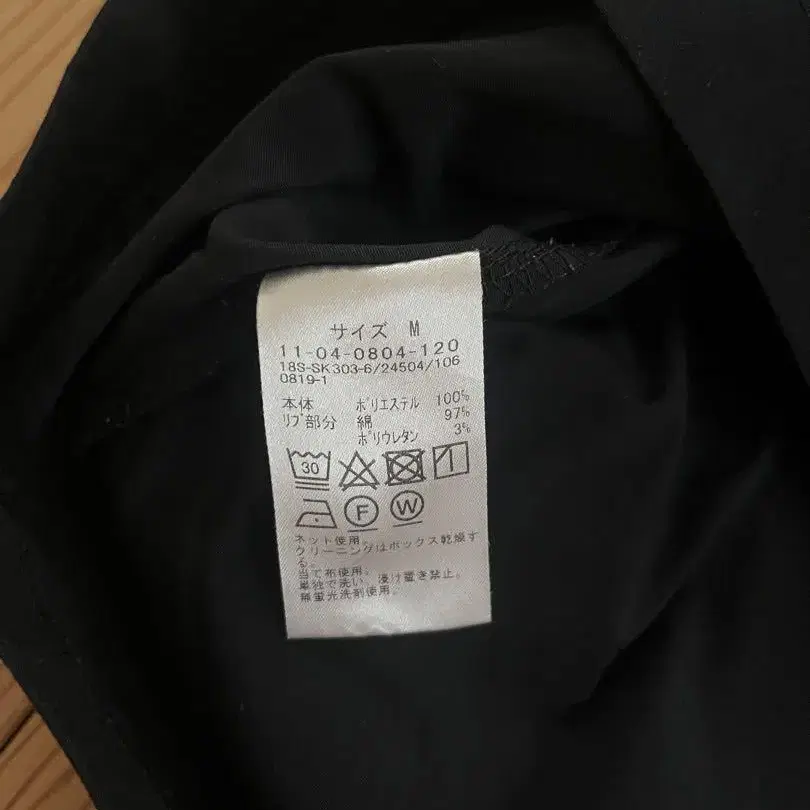 サイズ M
11-04-0804-120
18S-SK303-6/24504/106
0819-1
本体 ポリエステル 100%
リブ部分 綿 97%
ポリウレタン 3%
30
F W
ネット使用。
クリーニングはボックス乾燥す
る。
当て布使用。
単独で洗い、浸け置き禁止。
無蛍光洗剤使用。